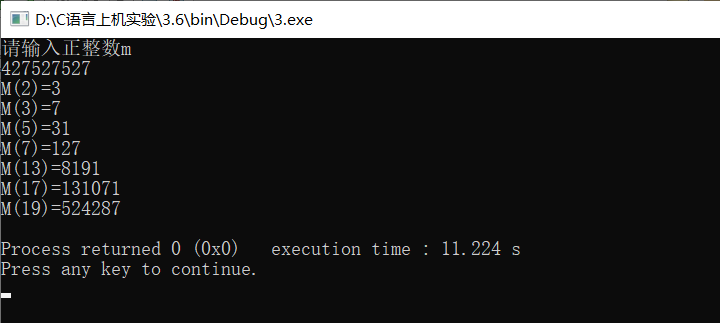 D:\C语言上机实验\3.6\bin\Debug\3.exe
请输入正整数m
427527527
M(2)=3
M(3)=7
M(5)=31
M(7)=127
M(13)=8191
M(17)=131071
M(19)=524287
Process returned 0 (0x0)   execution time : 11.224 s
Press any key to continue.